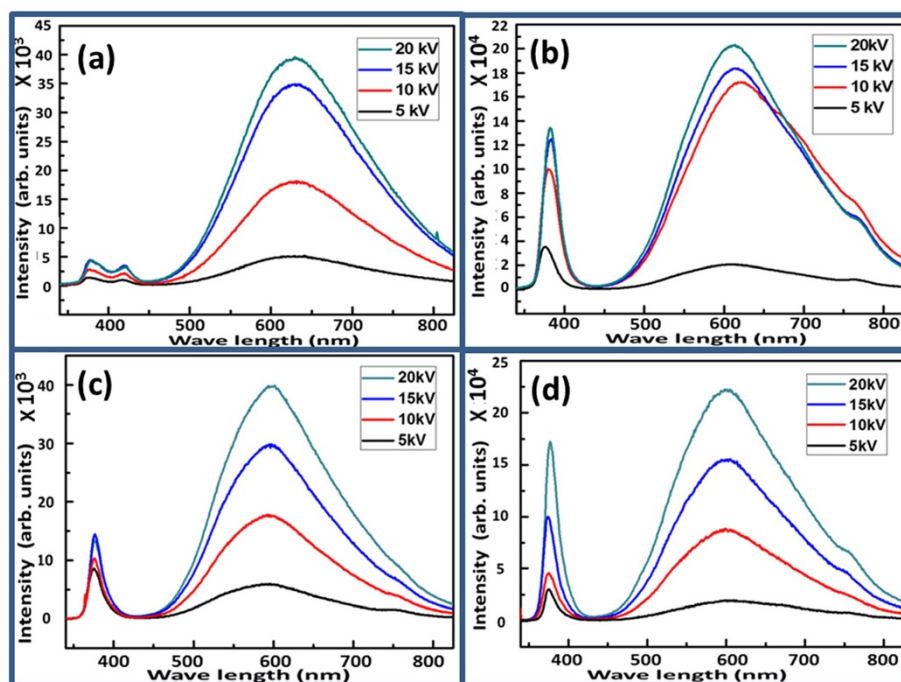 X 10³
(a)
20 kV
15 kV
10 kV
5 kV
Intensity (arb. units)
45
40
35
30
25
20
15
10
5
0
400 500 600 700 800
Wave length (nm)
X 10⁴
(b)
20kV
15 kV
10 kV
5 kV
Intensity (arb. units)
20
18
16
14
12
10
8
6
4
2
0
400 500 600 700 800
Wave length (nm)
X 10³
(c)
20kV
15kV
10kV
5kV
Intensity (arb. units)
40
30
20
10
0
400 500 600 700 800
Wave length (nm)
X 10⁴
(d)
20kV
15kV
10kV
5kV
Intensity (arb. units)
25
20
15
10
5
0
400 500 600 700 800
Wave length (nm)